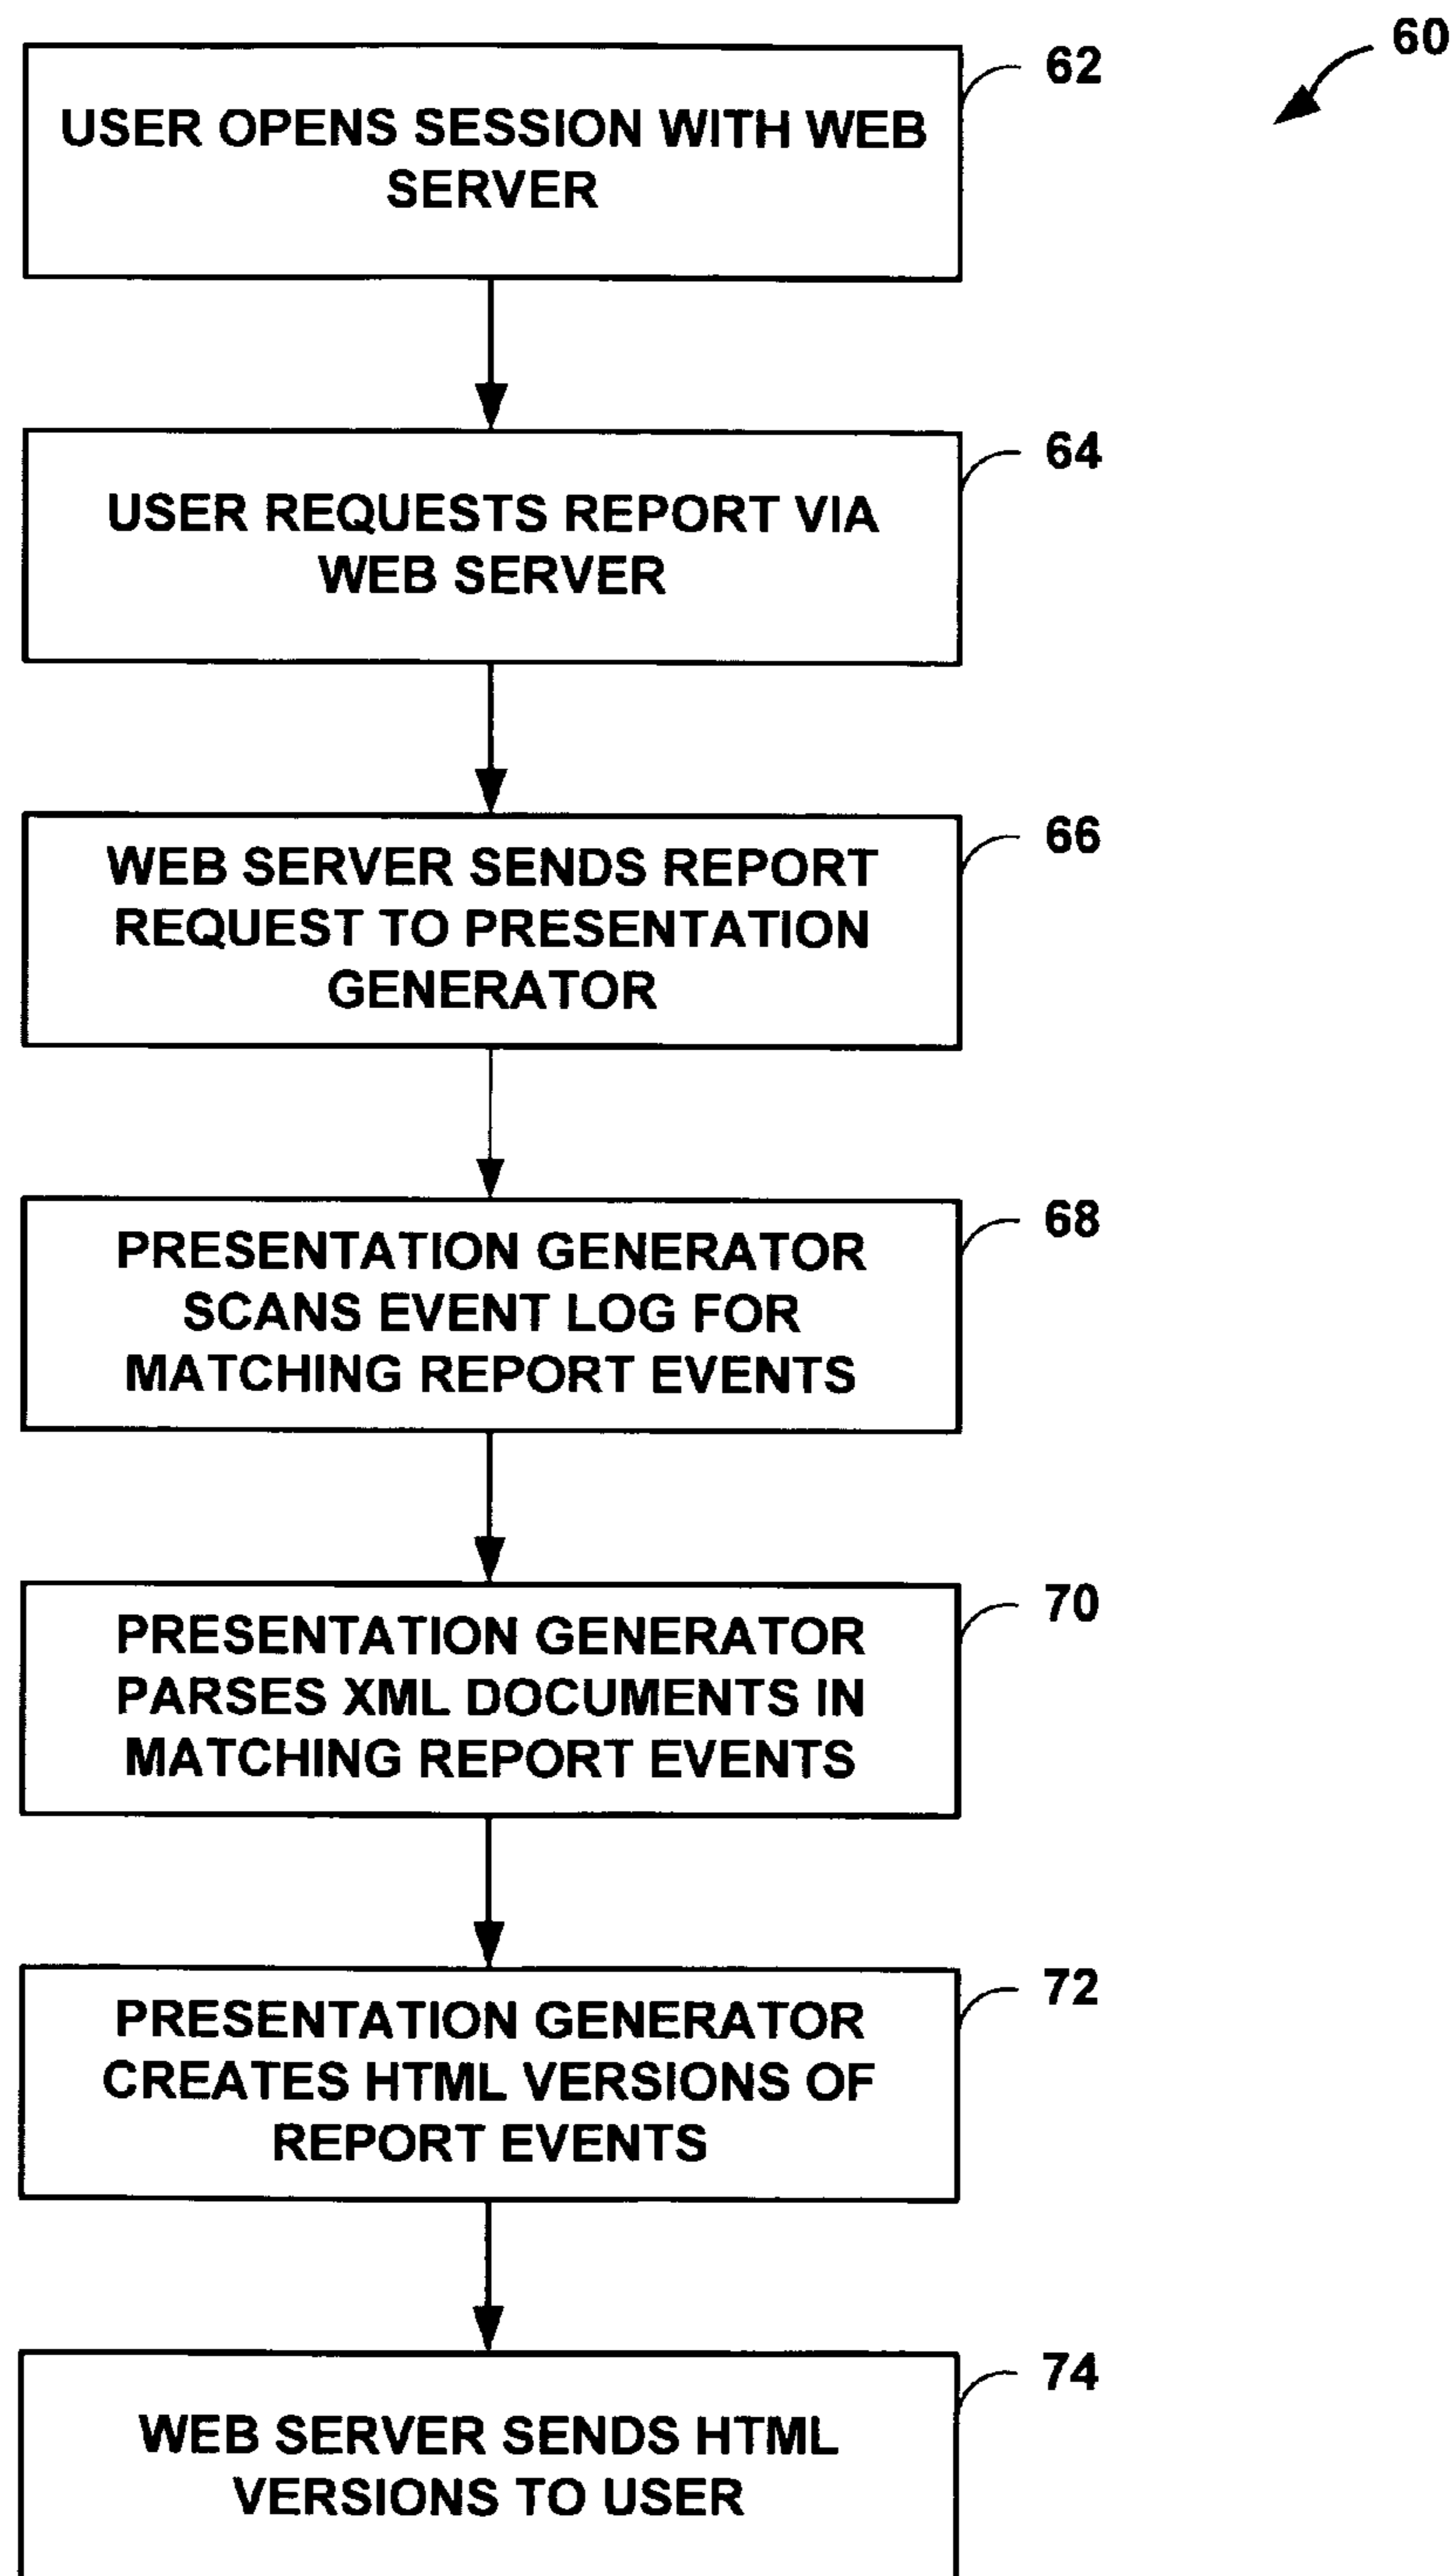 60
62
USER OPENS SESSION WITH WEB
SERVER
64
USER REQUESTS REPORT VIA
WEB SERVER
66
WEB SERVER SENDS REPORT
REQUEST TO PRESENTATION
GENERATOR
68
PRESENTATION GENERATOR
SCANS EVENT LOG FOR
MATCHING REPORT EVENTS
70
PRESENTATION GENERATOR
PARSES XML DOCUMENTS IN
MATCHING REPORT EVENTS
72
PRESENTATION GENERATOR
CREATES HTML VERSIONS OF
REPORT EVENTS
74
WEB SERVER SENDS HTML
VERSIONS TO USER